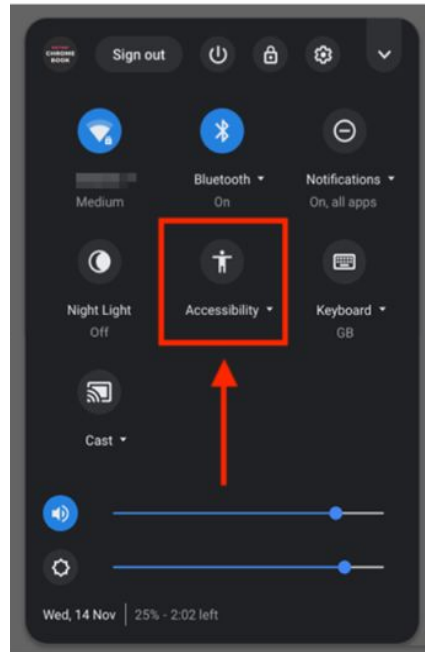 CHROME
BOOK
Sign out
Bluetooth
Notifications
Medium
On
On, all apps
Night Light
Accessibility
Keyboard
Off
GB
Cast
Wed, 14 Nov
25% - 2:02 left